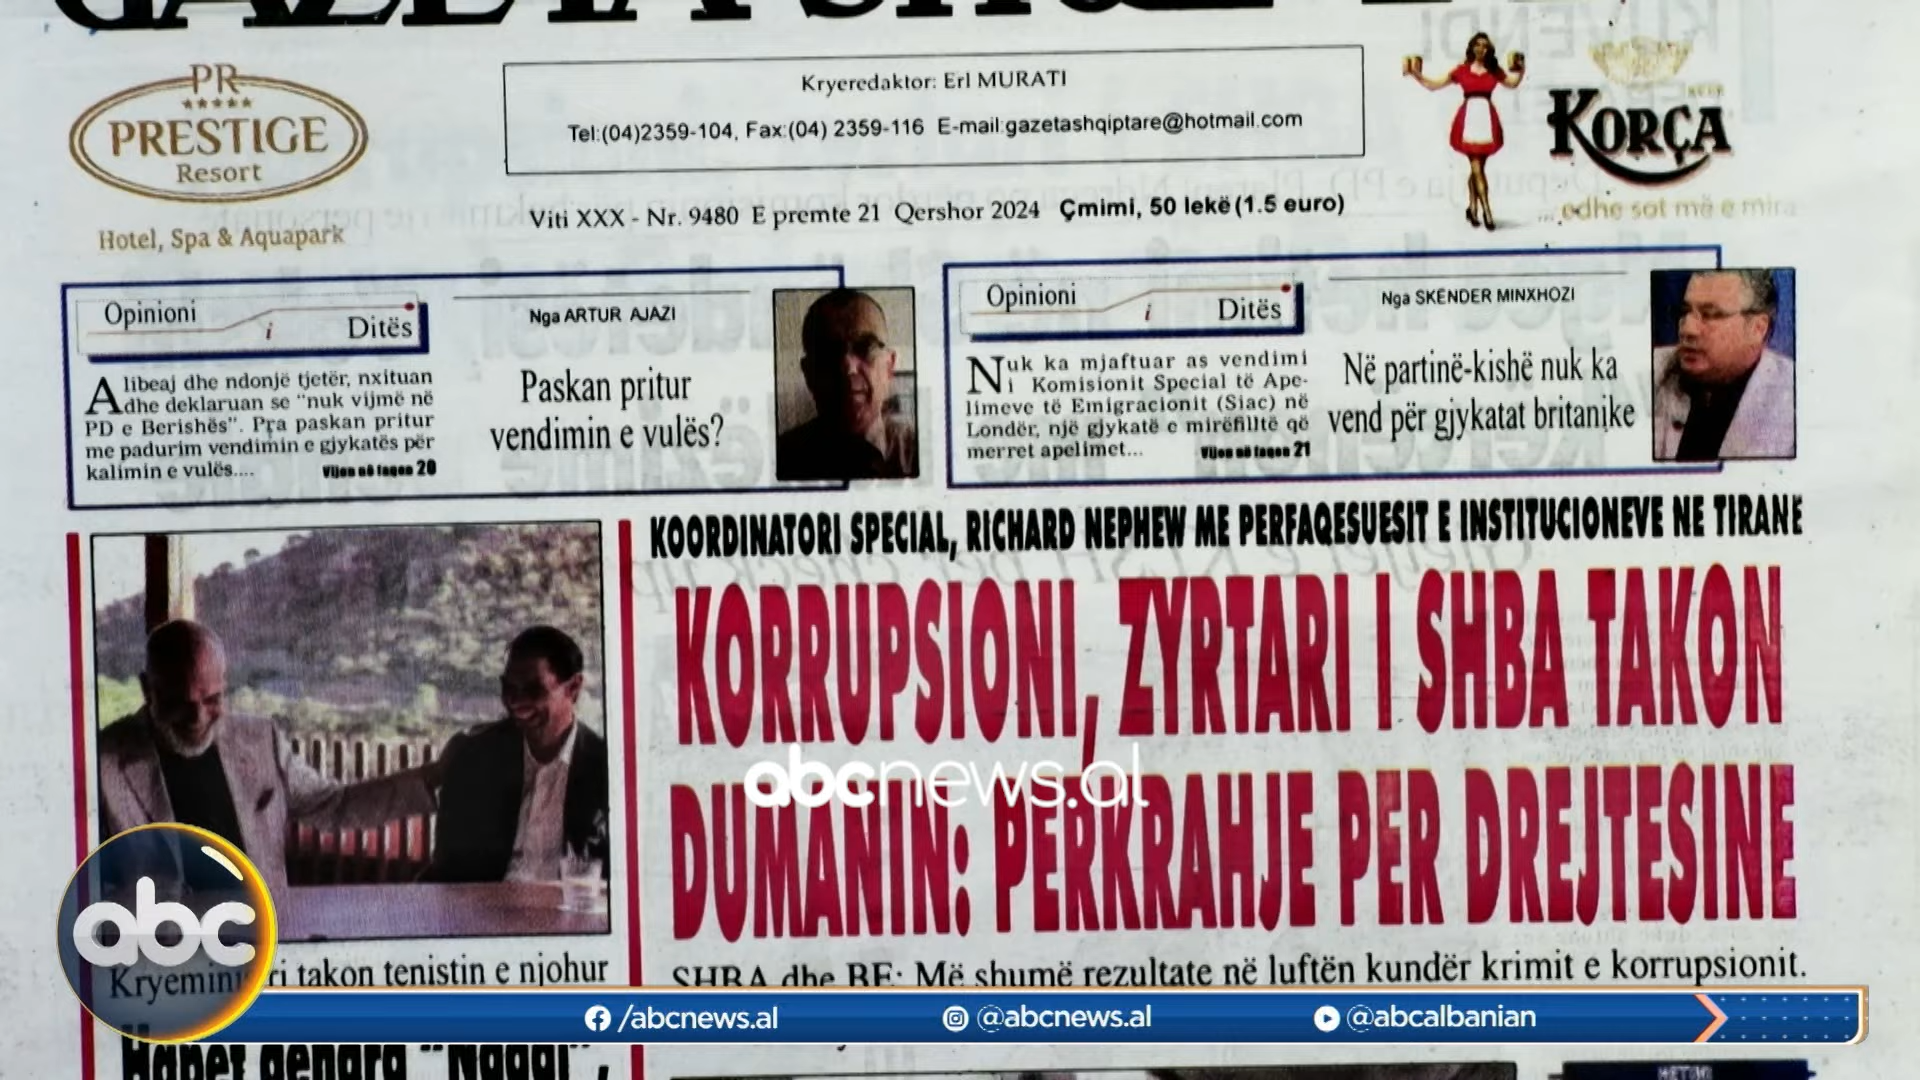 GAZETA
PR
PRESTIGE
Resort
Hotel, Spa & Aquapark
Kryeredaktor: Erl MURATI
Tel:(04)2359-104, Fax:(04) 2359-116 E-mail:gazetashqiptare@hotmail.com
Viti XXX - Nr. 9480 E premte 21 Qershor 2024 Çmimi, 50 lekë (1.5 euro)
KORÇA
... edhe sot më e mira
Opinioni
i Ditës
Nga ARTUR AJAZI
Alibeaj dhe ndonjë tjetër, nxituan
dhe deklaruan se "nuk vijmë në
PD e Berishës". Pra paskan pritur
me padurim vendimin e gjykatës për
kalimin e vulës....
Vijon në faqen 20
Paskan pritur
vendimin e vulës?
Opinioni
i Ditës
Nga SKËNDER MINXHOZI
Nuk ka mjaftuar as vendimi
i Komisionit Special të Ape-
limeve të Emigracionit (Siac) në
Londër, një gjykatë e mirëfilltë që
merret apelimet...
Vijon në faqen 21
Në partinë-kishë nuk ka
vend për gjykatat britanike
KOORDINATORI SPECIAL, RICHARD NEPHEW ME PERFAQESUESIT E INSTITUCIONEVE NE TIRANE
KORRUPSIONI, ZYRTARI I SHBA TAKON
DUMANIN: PERKRAHJE PER DREJTESINE
abcnews.al
SHBA dhe BE: Më shumë rezultate në luftën kundër krimit e korrupsionit.
takon tenistin e njohur
abc
/abcnews.al
@abcnews.al
@abcalbanian